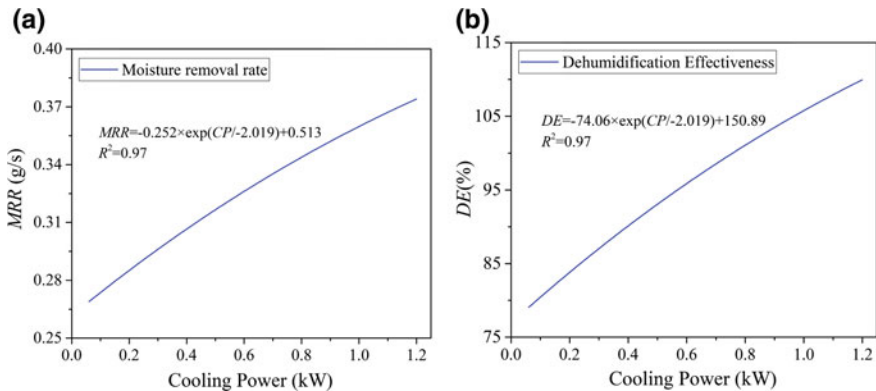 (a)
0.40
0.37
0.34
0.31
0.28
0.25
MRR (g/s)
Moisture removal rate
MRR=-0.252×exp(CP/-2.019)+0.513
R²=0.97
0.0 0.2 0.4 0.6 0.8 1.0 1.2
Cooling Power (kW)
(b)
115
105
95
85
75
DE(%)
Dehumidification Effectiveness
DE=-74.06×exp(CP/-2.019)+150.89
R²=0.97
0.0 0.2 0.4 0.6 0.8 1.0 1.2
Cooling Power (kW)